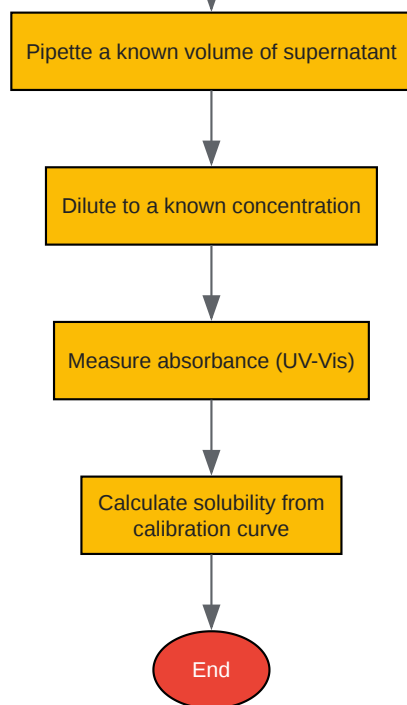 Pipette a known volume of supernatant
Dilute to a known concentration
Measure absorbance (UV-Vis)
Calculate solubility from
calibration curve
End